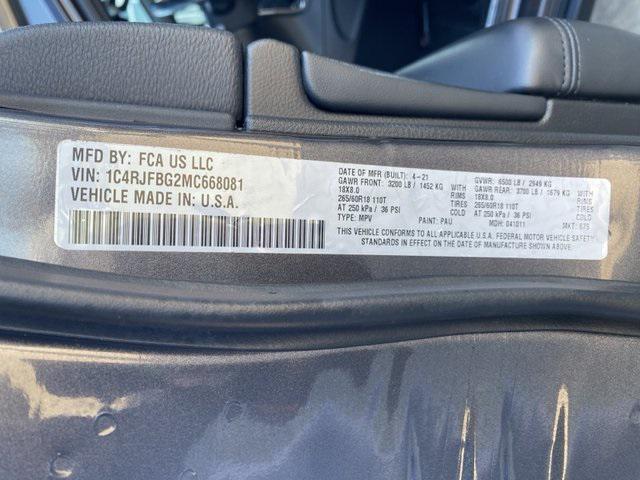 MFD BY: FCA US LLC
VIN: 1C4RJFBG2MC668081
VEHICLE MADE IN: U.S.A.
DATE OF MFR (BUILT): 4-21
GAWR FRONT: 3200 LB / 1452 KG WITH
18X8.0 RIMS
265/60R18 110T TIRES
AT 250 kPa / 36 PSI COLD
TYPE: MPV PAINT: PAU
GVWR: 6500 LB / 2949 KG
GAWR REAR: 3700 LB / 1679 KG WITH
18X8.0 RIMS
265/60R18 110T TIRES
AT 250 kPa / 36 PSI COLD
MDH: 041011 MKT: 675
THIS VEHICLE CONFORMS TO ALL APPLICABLE U.S.A. FEDERAL MOTOR VEHICLE SAFETY
STANDARDS IN EFFECT ON THE DATE OF MANUFACTURE SHOWN ABOVE.